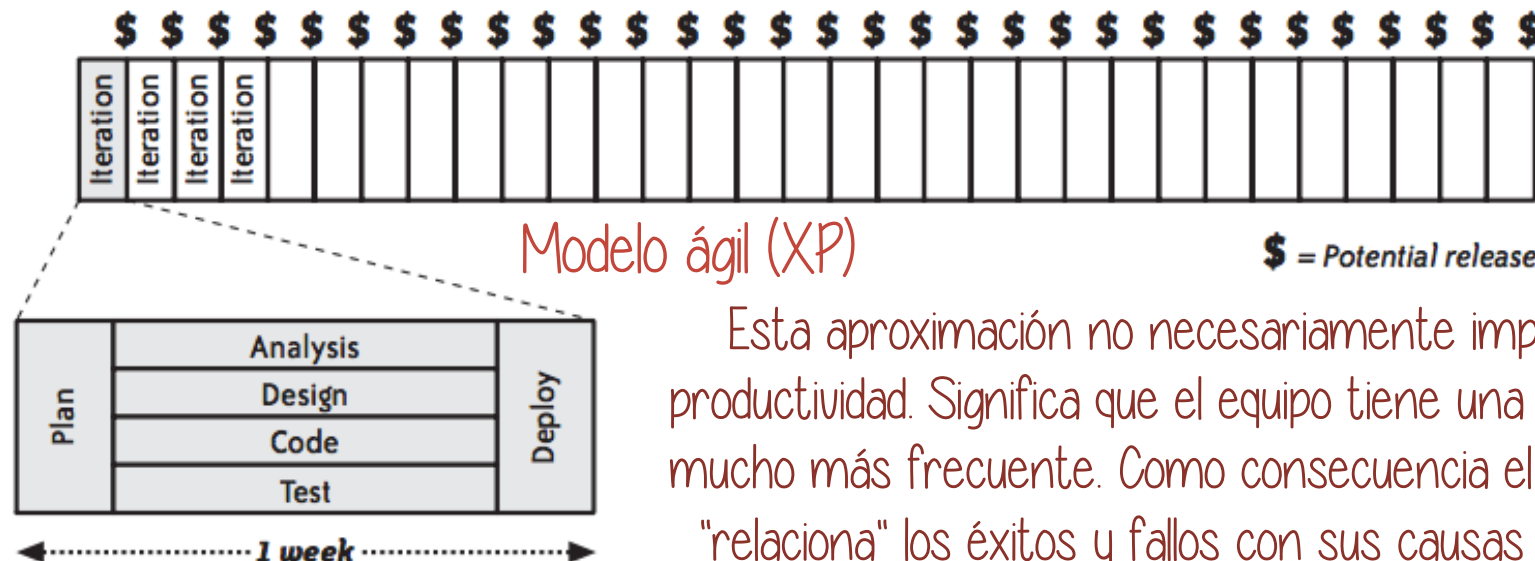 $ $ $ $ $ $ $ $ $ $ $ $ $ $ $ $ $ $ $ $ $ $ $ $ $ $ $ $ $ $ $
Iteration
Iteration
Iteration
Iteration
Modelo ágil (XP)
$ = Potential release
Plan
Analysis
Design
Code
Test
Deploy
1 week
Esta aproximación no necesariamente imp
productividad. Significa que el equipo tiene una
mucho más frecuente. Como consecuencia el
"relaciona" los éxitos y fallos con sus causas